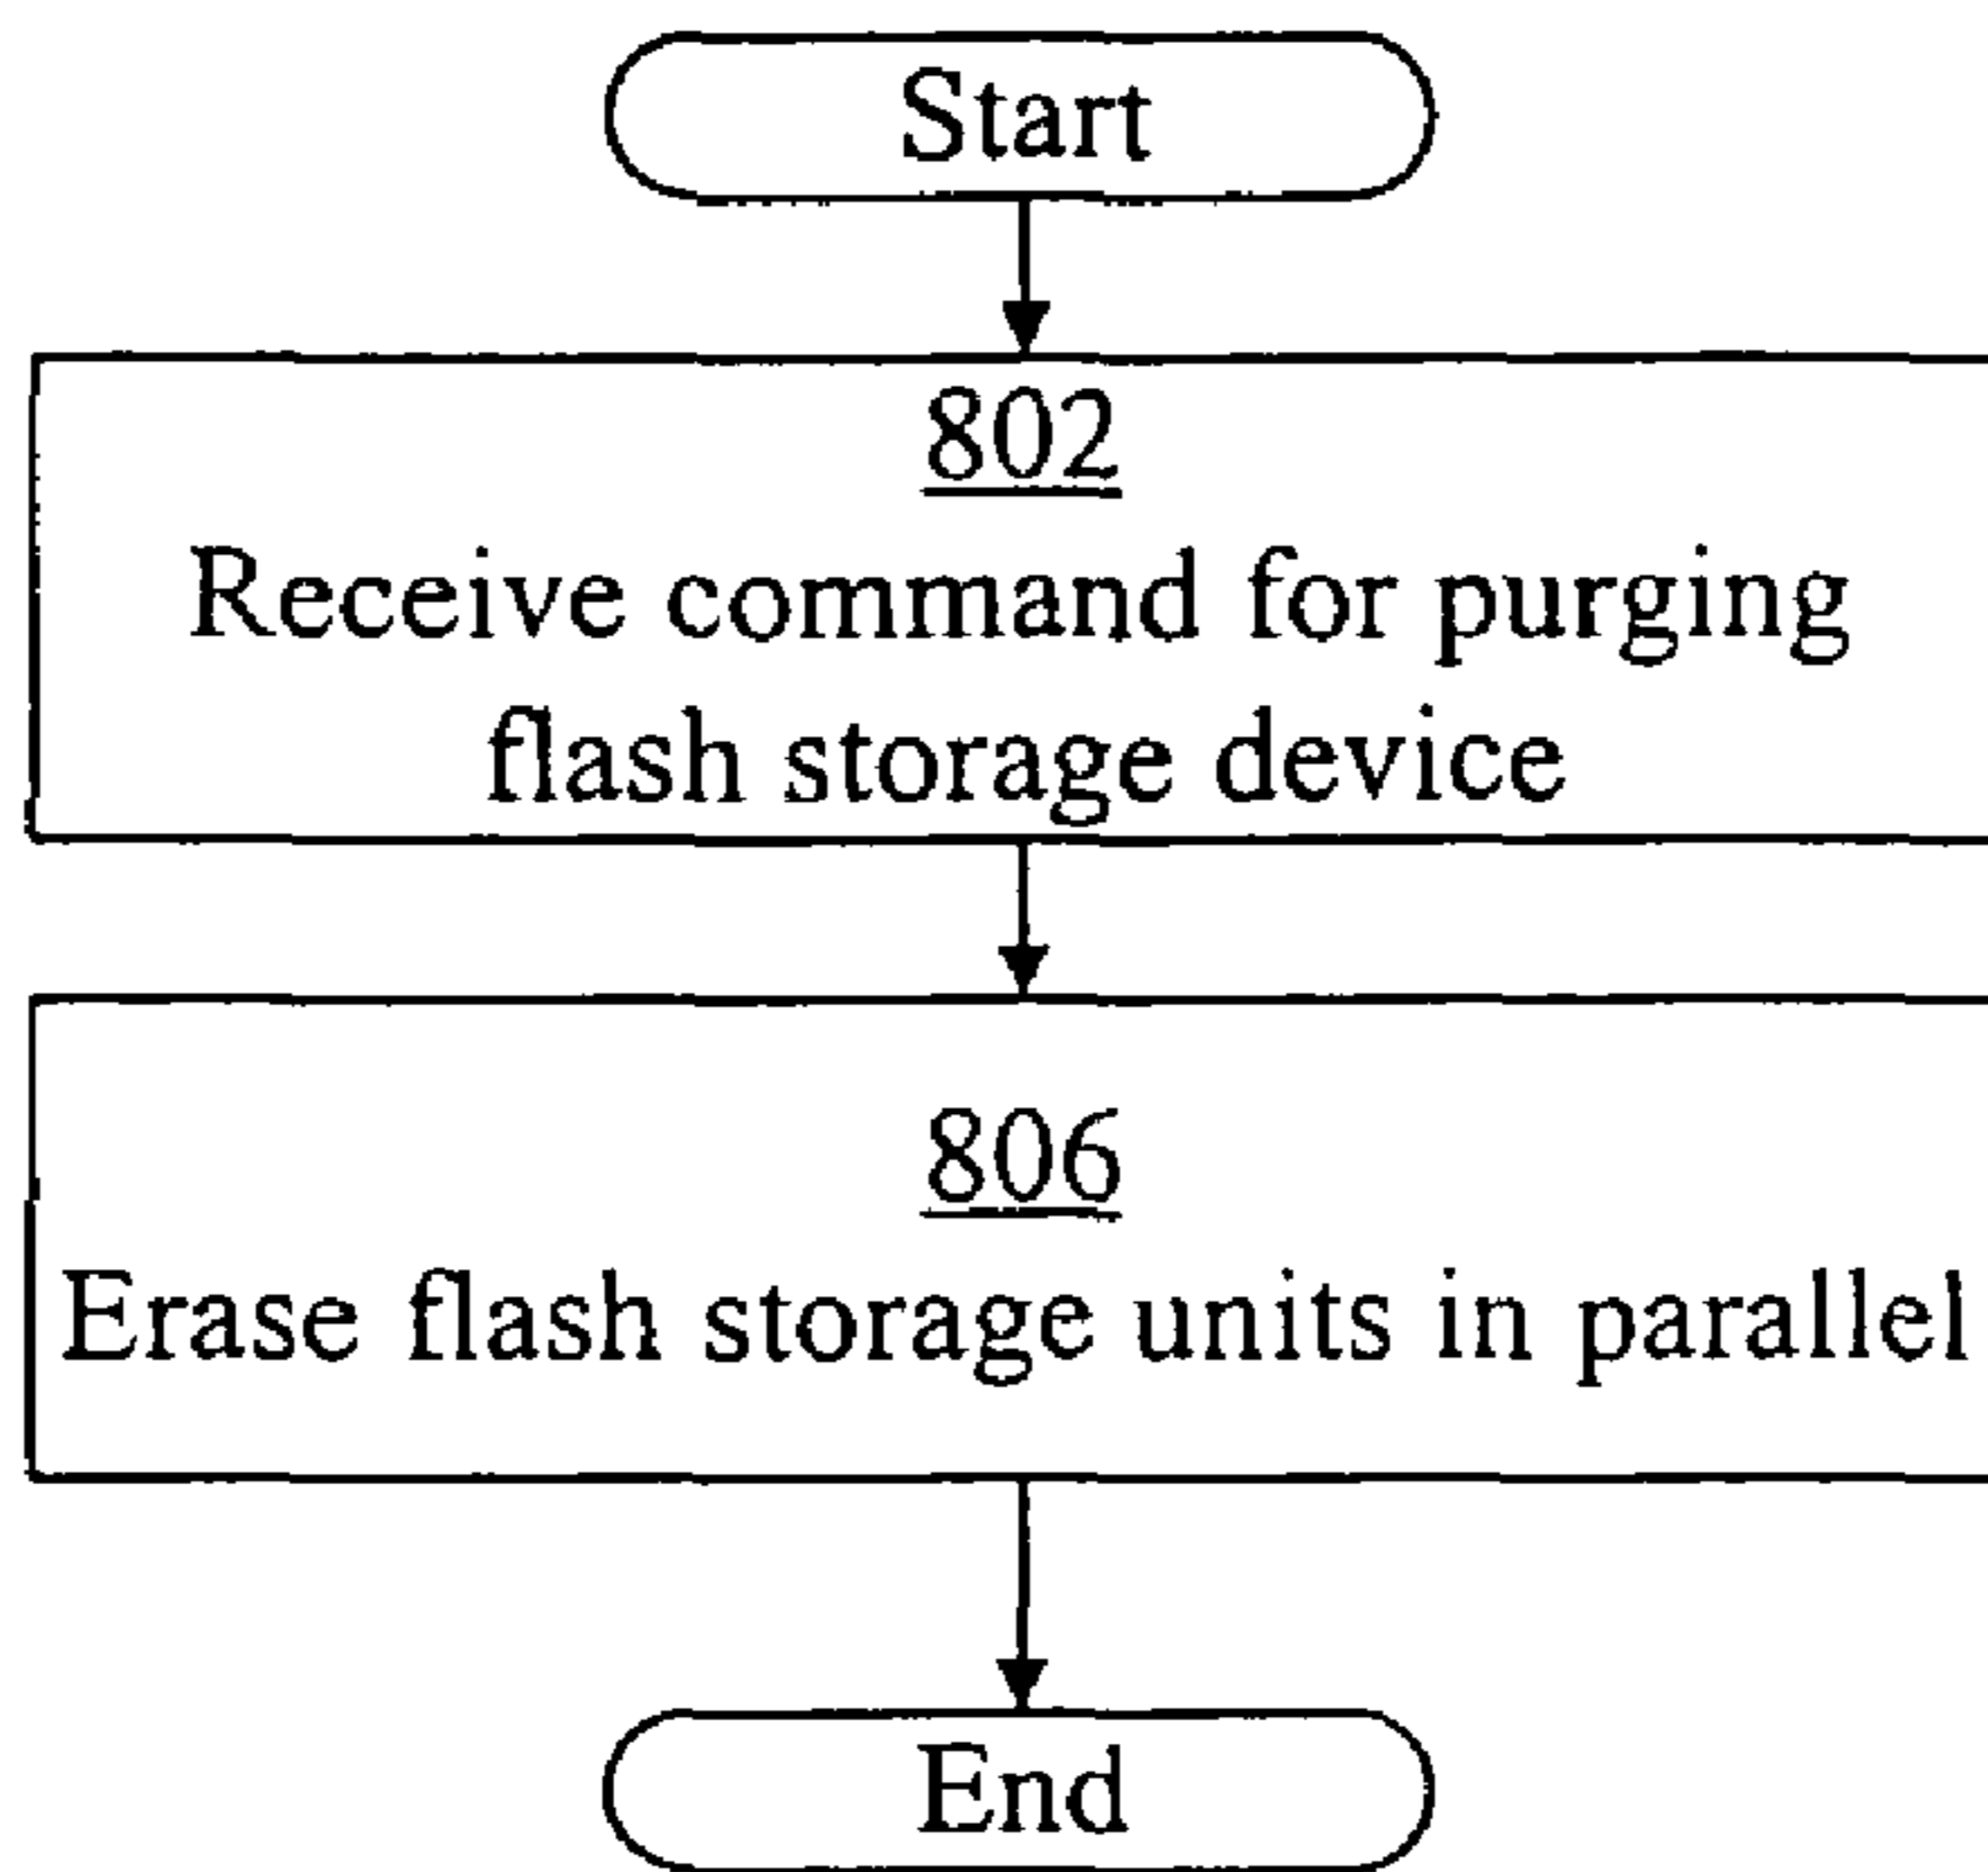 Start
802
Receive command for purging
flash storage device
806
Erase flash storage units in parallel
End